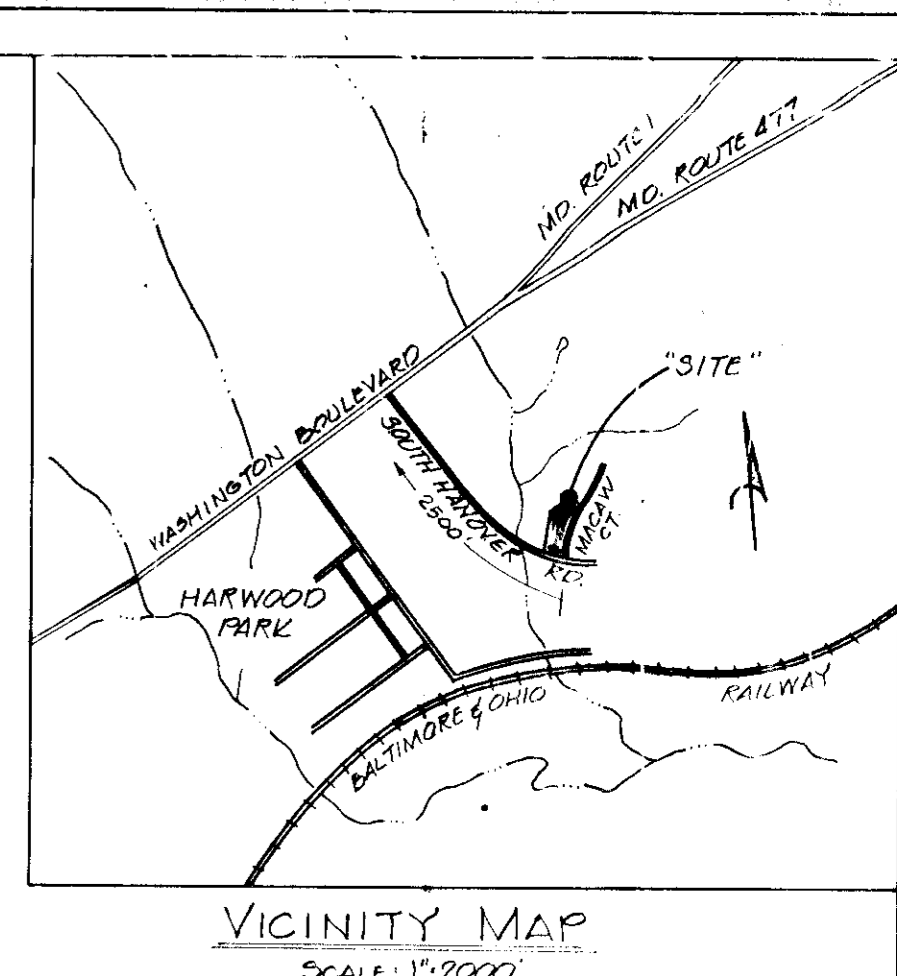 MD. ROUTE 1
MD. ROUTE 477
"SITE"
WASHINGTON BOULEVARD
SOUTH HANOVER RD.
2500'
MACAW
CT.
HARWOOD
PARK
BALTIMORE & OHIO RAILWAY
VICINITY MAP
SCALE: 1"=2000'